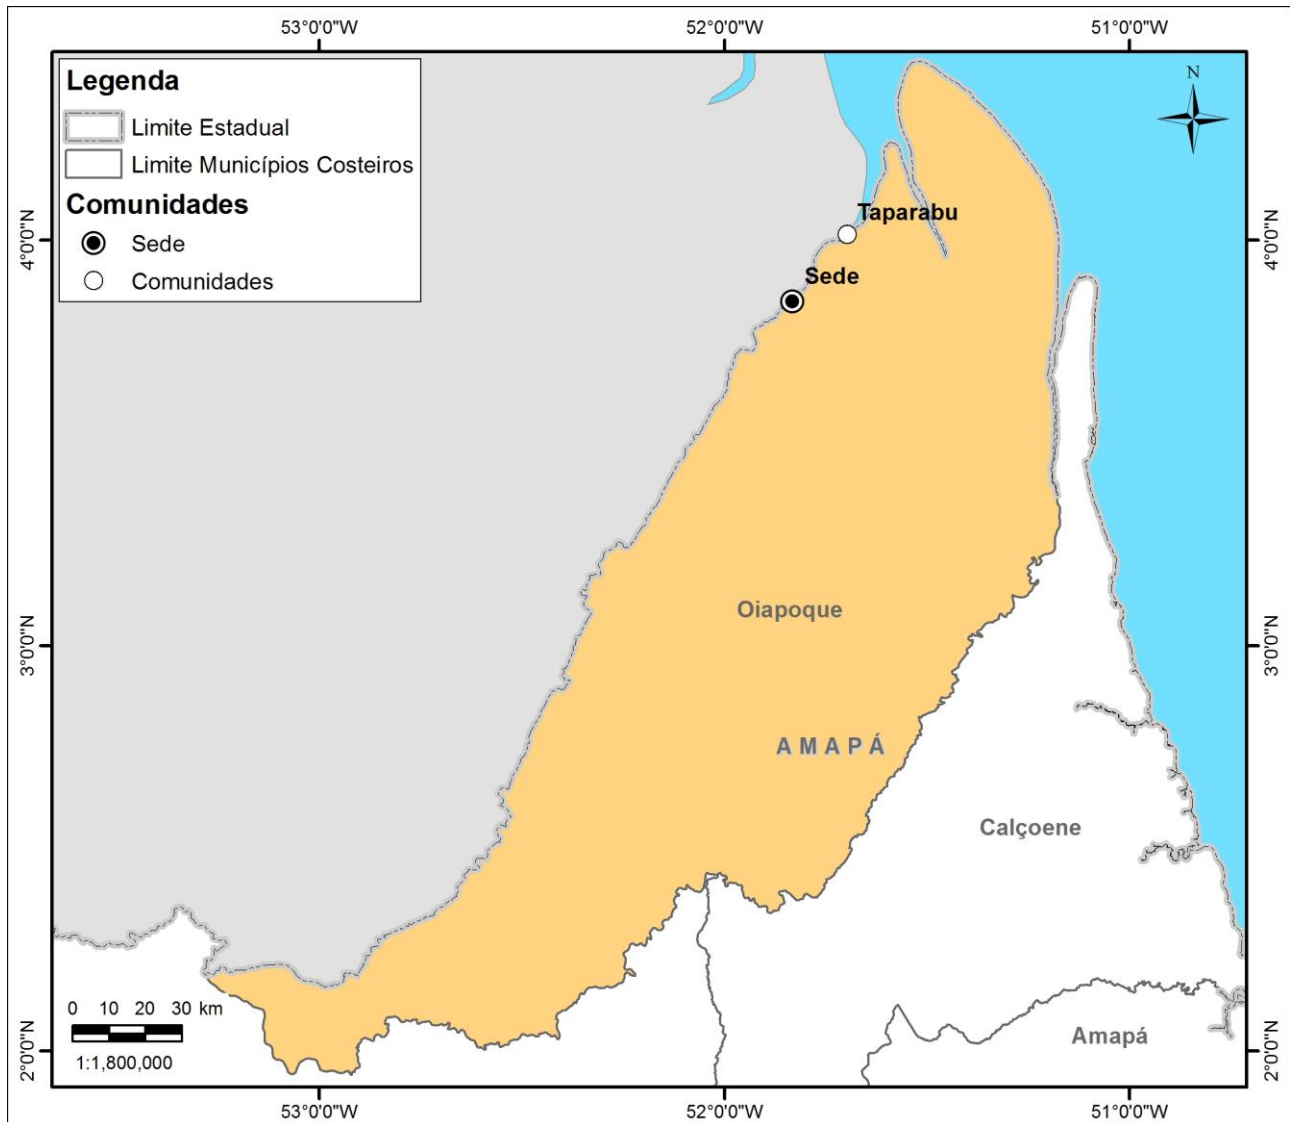 53°0'0"W 52°0'0"W 51°0'0"W
Legenda
Limite Estadual
Limite Municípios Costeiros
Comunidades
Sede
Comunidades
N
4°0'0"N
4°0'0"N
Taparabu
Sede
3°0'0"N
3°0'0"N
Oiapoque
AMAPÁ
Calçoene
Amapá
0 10 20 30 km
1:1,800,000
2°0'0"N
2°0'0"N
53°0'0"W 52°0'0"W 51°0'0"W